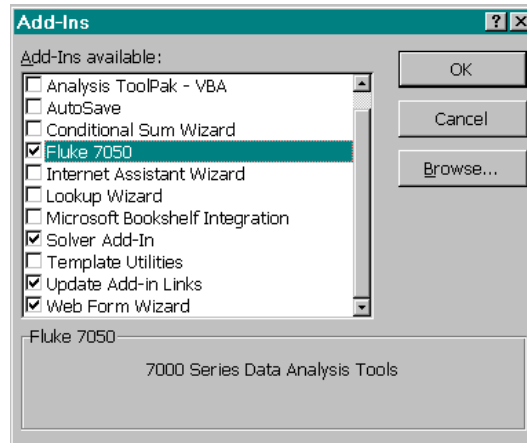 Add-Ins
Add-Ins available:
Analysis ToolPak - VBA
AutoSave
Conditional Sum Wizard
Fluke 7050
Internet Assistant Wizard
Lookup Wizard
Microsoft Bookshelf Integration
Solver Add-In
Template Utilities
Update Add-in Links
Web Form Wizard
OK
Cancel
Browse...
Fluke 7050
7000 Series Data Analysis Tools